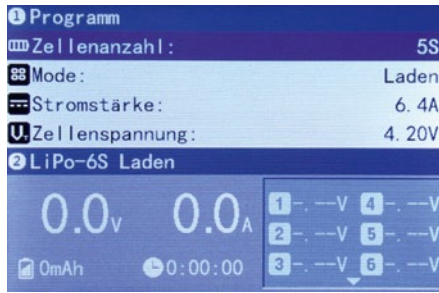 1 Programm
Zellenanzahl: 5S
Mode: Laden
Stromstärke: 6.4A
V. Zellenspannung: 4.20V
2 LiPo-6S Laden
0.0V 0.0A
1 -.--V 4 -.--V
2 -.--V 5 -.--V
0mAh 0:00:00
3 -.--V 6 -.--V